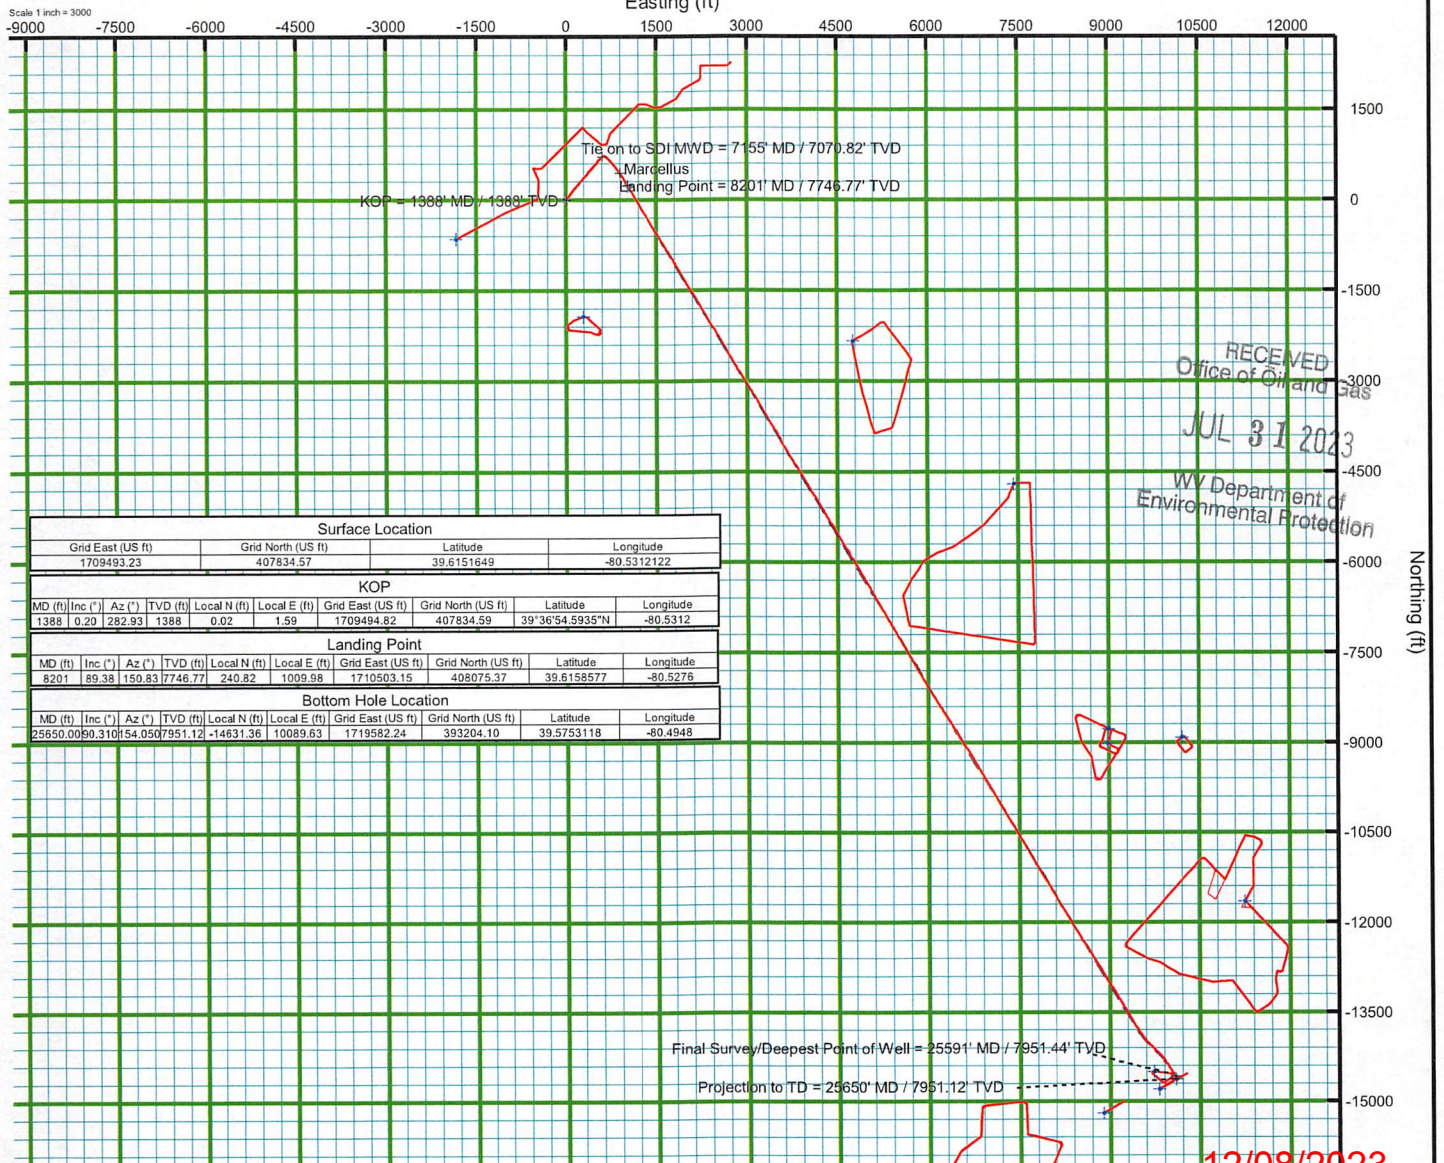 Scale 1 inch = 3000
Easting (ft)
-9000 -7500 -6000 -4500 -3000 -1500 0 1500 3000 4500 6000 7500 9000 10500 12000
1500
Tie on to SDI MWD = 7155' MD / 7070.82' TVD
Marcellus
Landing Point = 8201' MD / 7746.77' TVD
KOP = 1388' MD / 1388' TVD
0
-1500
RECEIVED
Office of Oil and Gas
-3000
JUL 31 2023
-4500
WV Department of
Environmental Protection
Surface Location
Grid East (US ft) Grid North (US ft) Latitude Longitude
1709493.23 407834.57 39.6151649 -80.5312122
-6000
Northing (ft)
KOP
MD (ft) Inc (°) Az (°) TVD (ft) Local N (ft) Local E (ft) Grid East (US ft) Grid North (US ft) Latitude Longitude
1388 0.20 282.93 1388 0.02 1.59 1709494.82 407834.59 39°36'54.5935"N -80.5312
Landing Point
-7500
MD (ft) Inc (°) Az (°) TVD (ft) Local N (ft) Local E (ft) Grid East (US ft) Grid North (US ft) Latitude Longitude
8201 89.38 150.83 7746.77 240.82 1009.98 1710503.15 408075.37 39.6158577 -80.5276
Bottom Hole Location
MD (ft) Inc (°) Az (°) TVD (ft) Local N (ft) Local E (ft) Grid East (US ft) Grid North (US ft) Latitude Longitude
25650.00 90.310 154.050 7951.12 -14631.36 10089.63 1719582.24 393204.10 39.5753118 -80.4948
-9000
-10500
-12000
-13500
Final Survey/Deepest Point of Well = 25591' MD / 7951.44' TVD
Projection to TD = 25650' MD / 7951.12' TVD
-15000
12/08/2023